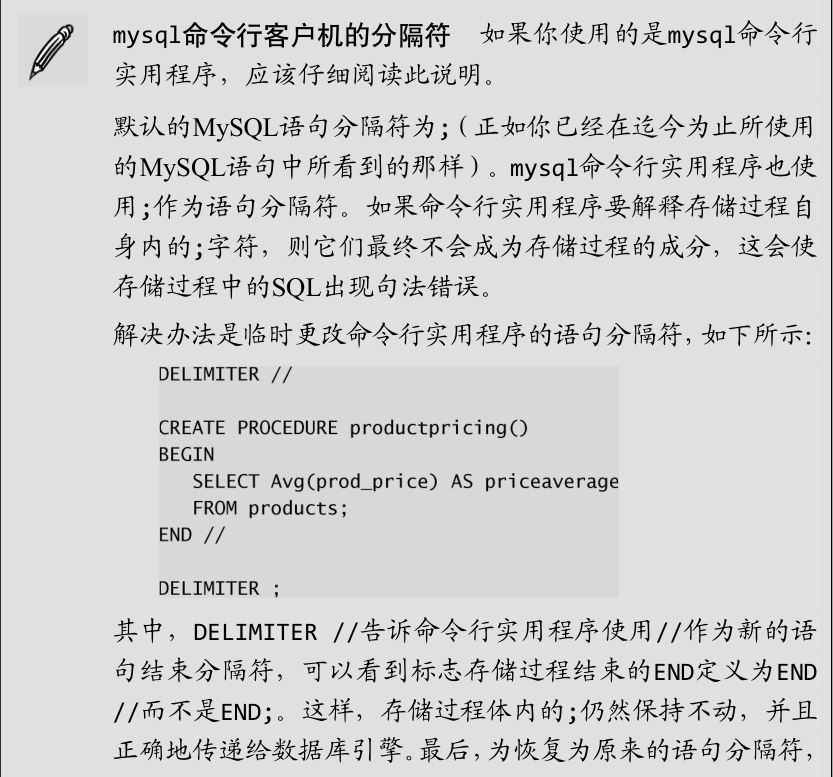 mysql命令行客户机的分隔符 如果你使用的是mysql命令行
实用程序，应该仔细阅读此说明。
默认的MySQL语句分隔符为;（正如你已经在迄今为止所使用
的MySQL语句中所看到的那样）。mysql命令行实用程序也使
用;作为语句分隔符。如果命令行实用程序要解释存储过程自
身内的;字符，则它们最终不会成为存储过程的成分，这会使
存储过程中的SQL出现句法错误。
解决办法是临时更改命令行实用程序的语句分隔符，如下所示：
DELIMITER //
CREATE PROCEDURE productpricing()
BEGIN
   SELECT Avg(prod_price) AS priceaverage
   FROM products;
END //
DELIMITER ;
其中，DELIMITER //告诉命令行实用程序使用//作为新的语
句结束分隔符，可以看到标志存储过程结束的END定义为END
//而不是END;。这样，存储过程体内的;仍然保持不动，并且
正确地传递给数据库引擎。最后，为恢复为原来的语句分隔符，